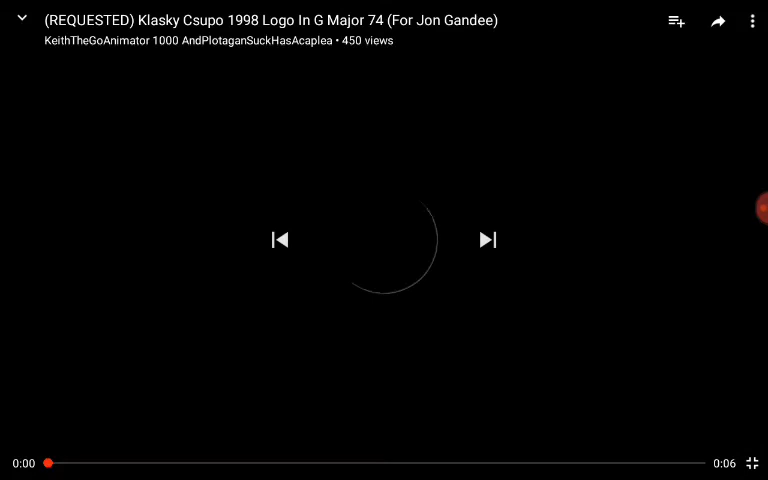 (REQUESTED) Klasky Csupo 1998 Logo In G Major 74 (For Jon Gandee)
KeithTheGoAnimator 1000 AndPlotaganSuckHasAcaplea • 450 views
0:00
0:06